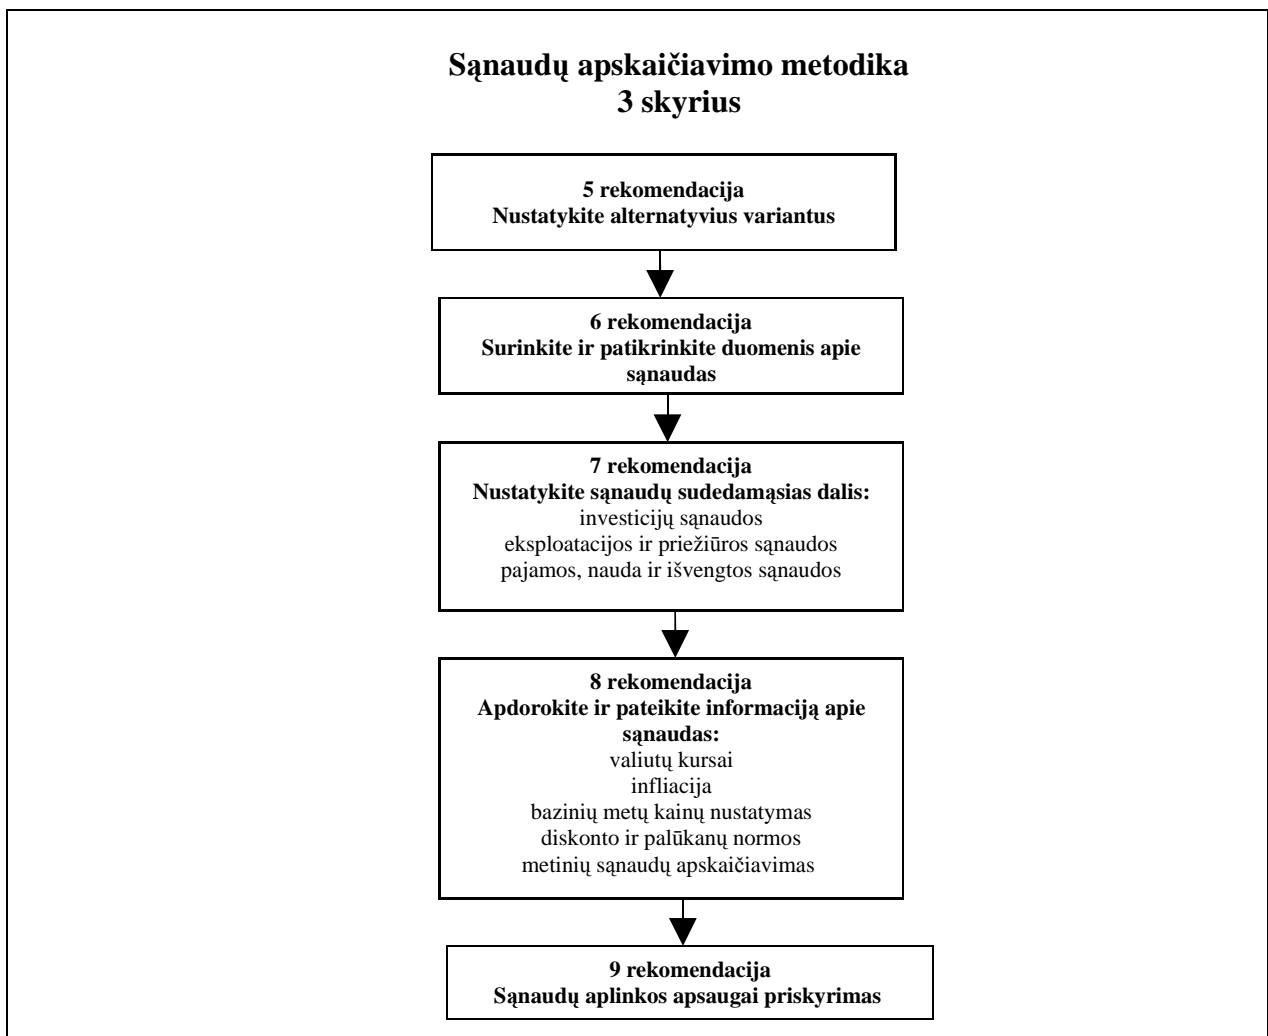 Sąnaudų apskaičiavimo metodika
3 skyrius
5 rekomendacija
Nustatykite alternatyvius variantus
6 rekomendacija
Surinkite ir patikrinkite duomenis apie
sąnaudas
7 rekomendacija
Nustatykite sąnaudų sudedamąsias dalis:
investicijų sąnaudos
eksploatacijos ir priežiūros sąnaudos
pajamos, nauda ir išvengtos sąnaudos
8 rekomendacija
Apdorokite ir pateikite informaciją apie
sąnaudas:
valiutų kursai
infliacija
bazinių metų kainų nustatymas
diskonto ir palūkanų normos
metinių sąnaudų apskaičiavimas
9 rekomendacija
Sąnaudų aplinkos apsaugai priskyrimas